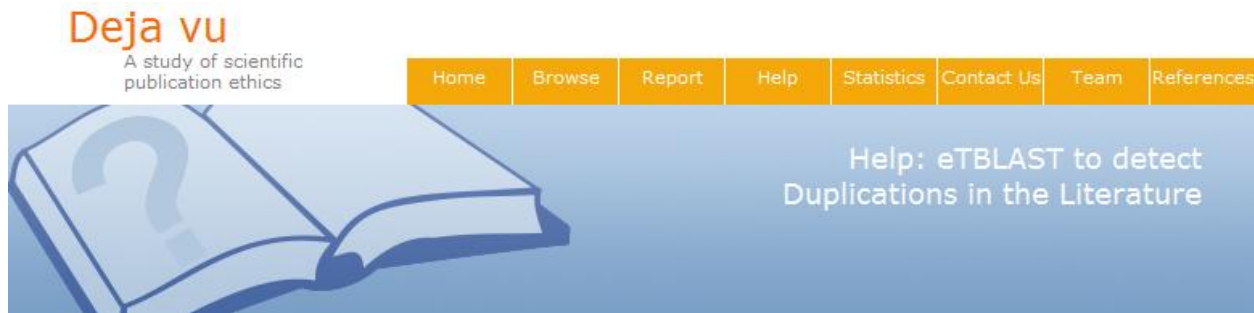 Deja vu
A study of scientific
publication ethics
Home Browse Report Help Statistics Contact Us Team References
?
Help: eTBLAST to detect
Duplications in the Literature